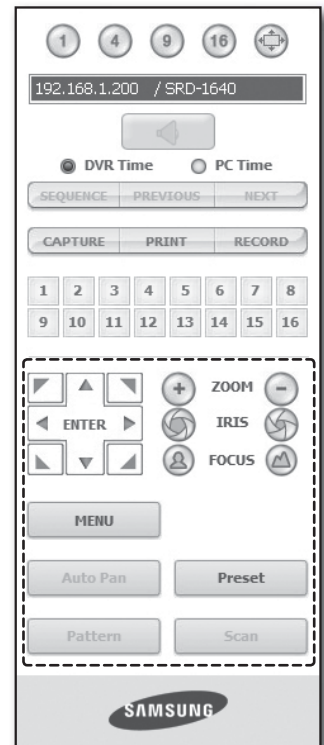 1 4 9 16
192.168.1.200 / SRD-1640
DVR Time PC Time
SEQUENCE PREVIOUS NEXT
CAPTURE PRINT RECORD
1 2 3 4 5 6 7 8
9 10 11 12 13 14 15 16
ZOOM
ENTER IRIS
FOCUS
MENU
Auto Pan Preset
Pattern Scan
SAMSUNG